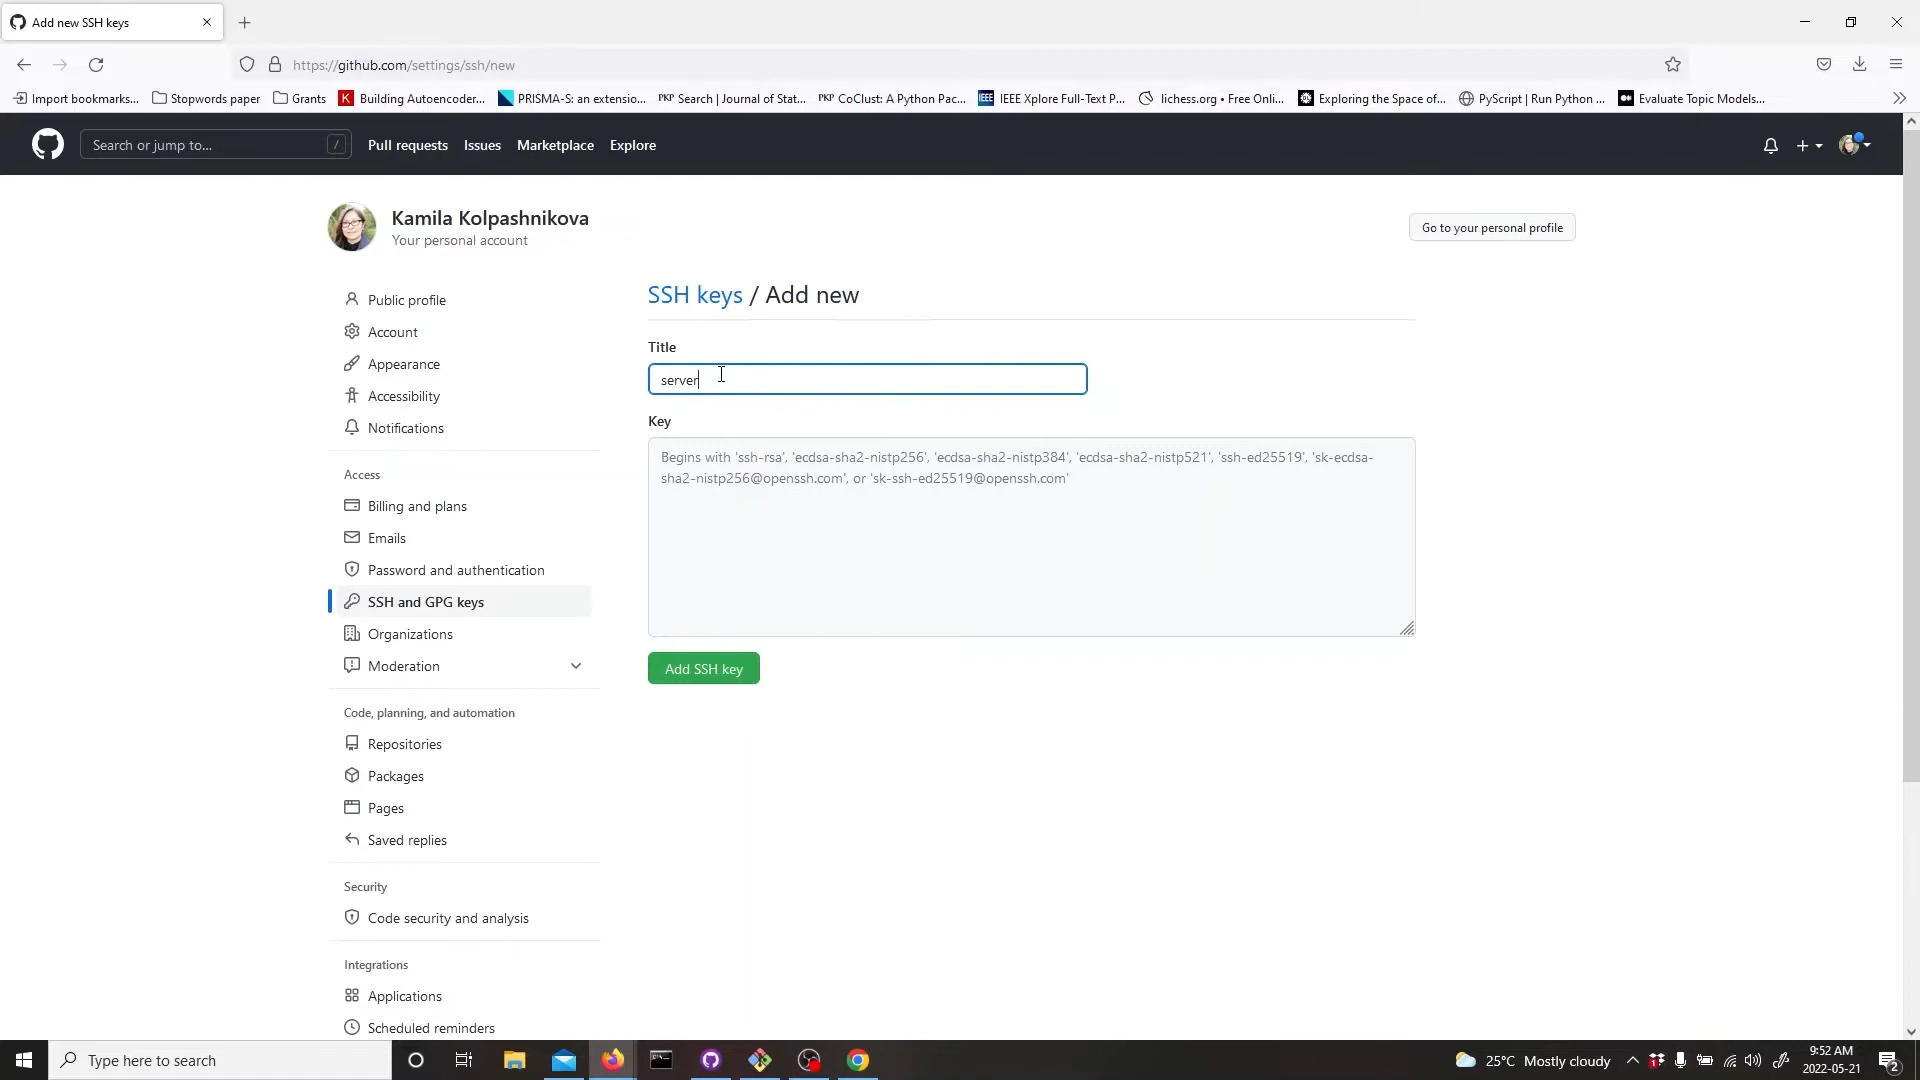 Add new SSH keys
https://github.com/settings/ssh/new
Import bookmarks...
Stopwords paper
Grants
K
Building Autoencoder...
PRISMA-S: an extensio...
PKP Search | Journal of Stat...
PKP CoClust: A Python Pac...
IEEE
IEEE Xplore Full-Text P...
lichess.org • Free Onli...
Exploring the Space of...
PyScript | Run Python ...
Evaluate Topic Models...
Search or jump to...
/
Pull requests
Issues
Marketplace
Explore
Kamila Kolpashnikova
Your personal account
Go to your personal profile
Public profile
Account
Appearance
Accessibility
Notifications
Access
Billing and plans
Emails
Password and authentication
SSH and GPG keys
Organizations
Moderation
Code, planning, and automation
Repositories
Packages
Pages
Saved replies
Security
Code security and analysis
Integrations
Applications
Scheduled reminders
SSH keys / Add new
Title
server
Key
Begins with 'ssh-rsa', 'ecdsa-sha2-nistp256', 'ecdsa-sha2-nistp384', 'ecdsa-sha2-nistp521', 'ssh-ed25519', 'sk-ecdsa-
sha2-nistp256@openssh.com', or 'sk-ssh-ed25519@openssh.com'
Add SSH key
Type here to search
25°C Mostly cloudy
9:52 AM
2022-05-21
2